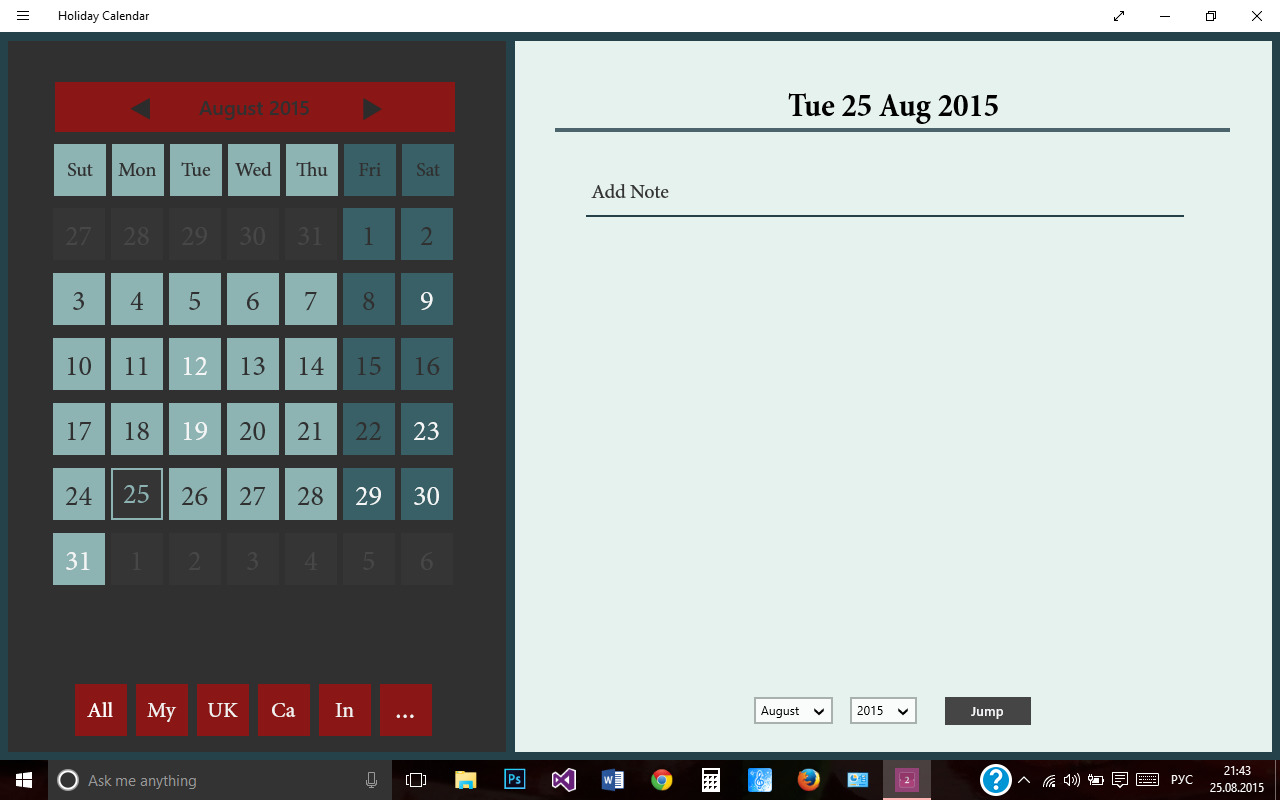 Holiday Calendar
August 2015
Sut Mon Tue Wed Thu Fri Sat
27 28 29 30 31 1 2
3 4 5 6 7 8 9
10 11 12 13 14 15 16
17 18 19 20 21 22 23
24 25 26 27 28 29 30
31 1 2 3 4 5 6
All My UK Ca In ...
Tue 25 Aug 2015
Add Note
August 2015 Jump
Ask me anything
Ps
W
2
?
РУС
21:43
25.08.2015